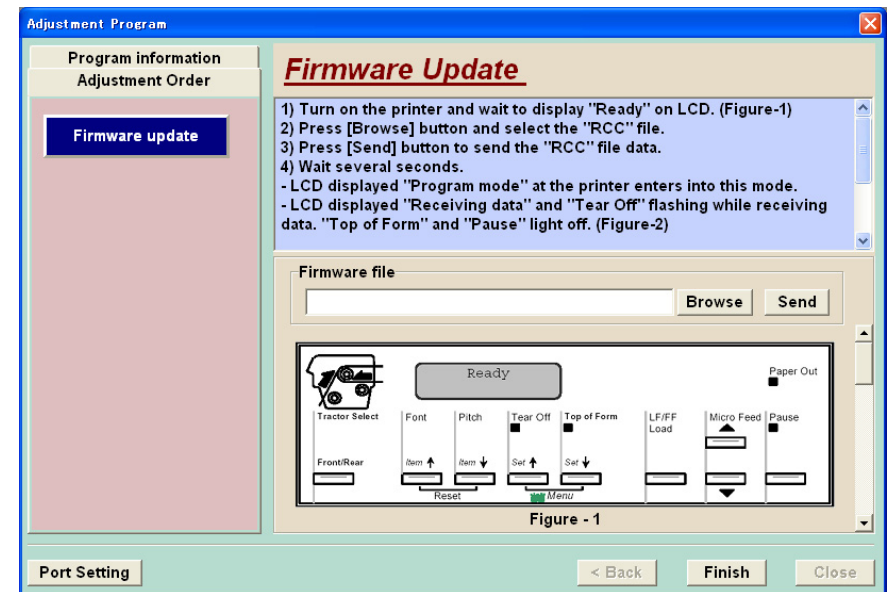 Adjustment Program
Program information
Adjustment Order
Firmware update
Firmware Update
1) Turn on the printer and wait to display "Ready" on LCD. (Figure-1)
2) Press [Browse] button and select the "RCC" file.
3) Press [Send] button to send the "RCC" file data.
4) Wait several seconds.
- LCD displayed "Program mode" at the printer enters into this mode.
- LCD displayed "Receiving data" and "Tear Off" flashing while receiving
data. "Top of Form" and "Pause" light off. (Figure-2)
Firmware file
Browse Send
Ready
Paper Out
Tractor Select Font Pitch Tear Off Top of Form LF/FF Micro Feed Pause
Load
Front/Rear Item Item Set Set
Reset Menu
Figure - 1
Port Setting < Back Finish Close